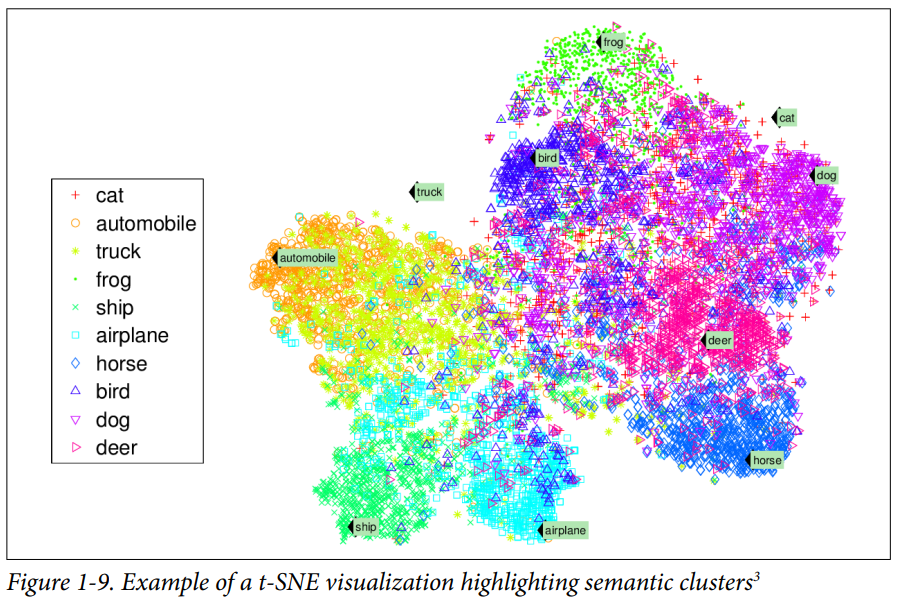 frog
cat
bird
dog
truck
cat
automobile
truck
frog
ship
airplane
horse
bird
dog
deer
automobile
deer
horse
ship
airplane
Figure 1-9. Example of a t-SNE visualization highlighting semantic clusters³